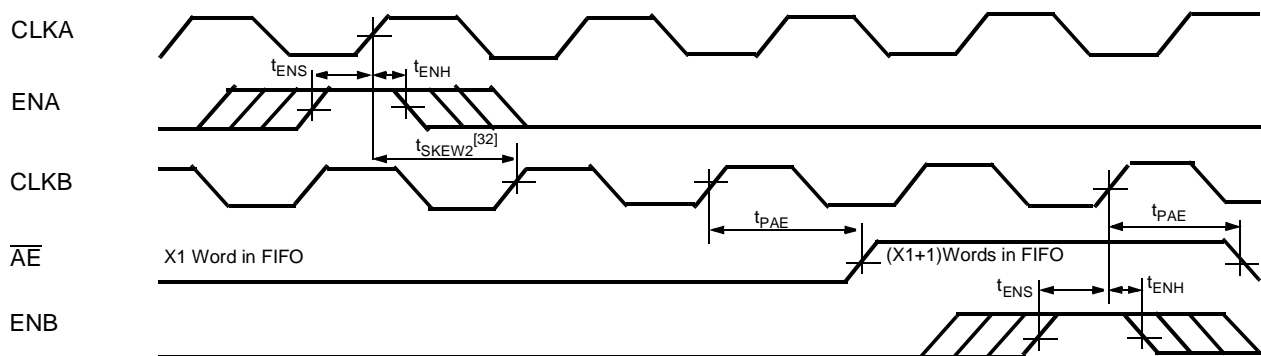 CLKA
tENS
tENH
ENA
tSKEW2[32]
CLKB
tPAE
tPAE
AE
X1 Word in FIFO
(X1+1)Words in FIFO
tENS
tENH
ENB